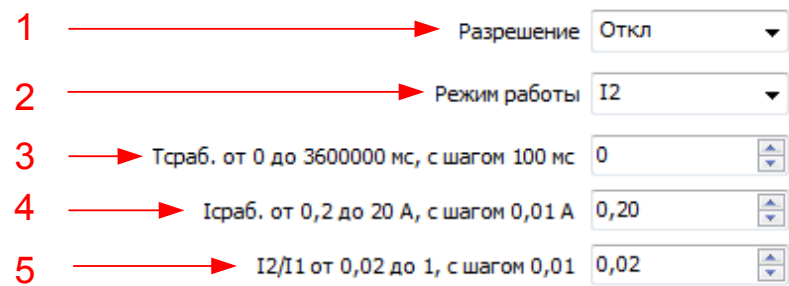 1 Разрешение Откл
2 Режим работы I2
3 Тсраб. от 0 до 3600000 мс, с шагом 100 мс 0
4 Iсраб. от 0,2 до 20 А, с шагом 0,01 А 0,20
5 I2/I1 от 0,02 до 1, с шагом 0,01 0,02